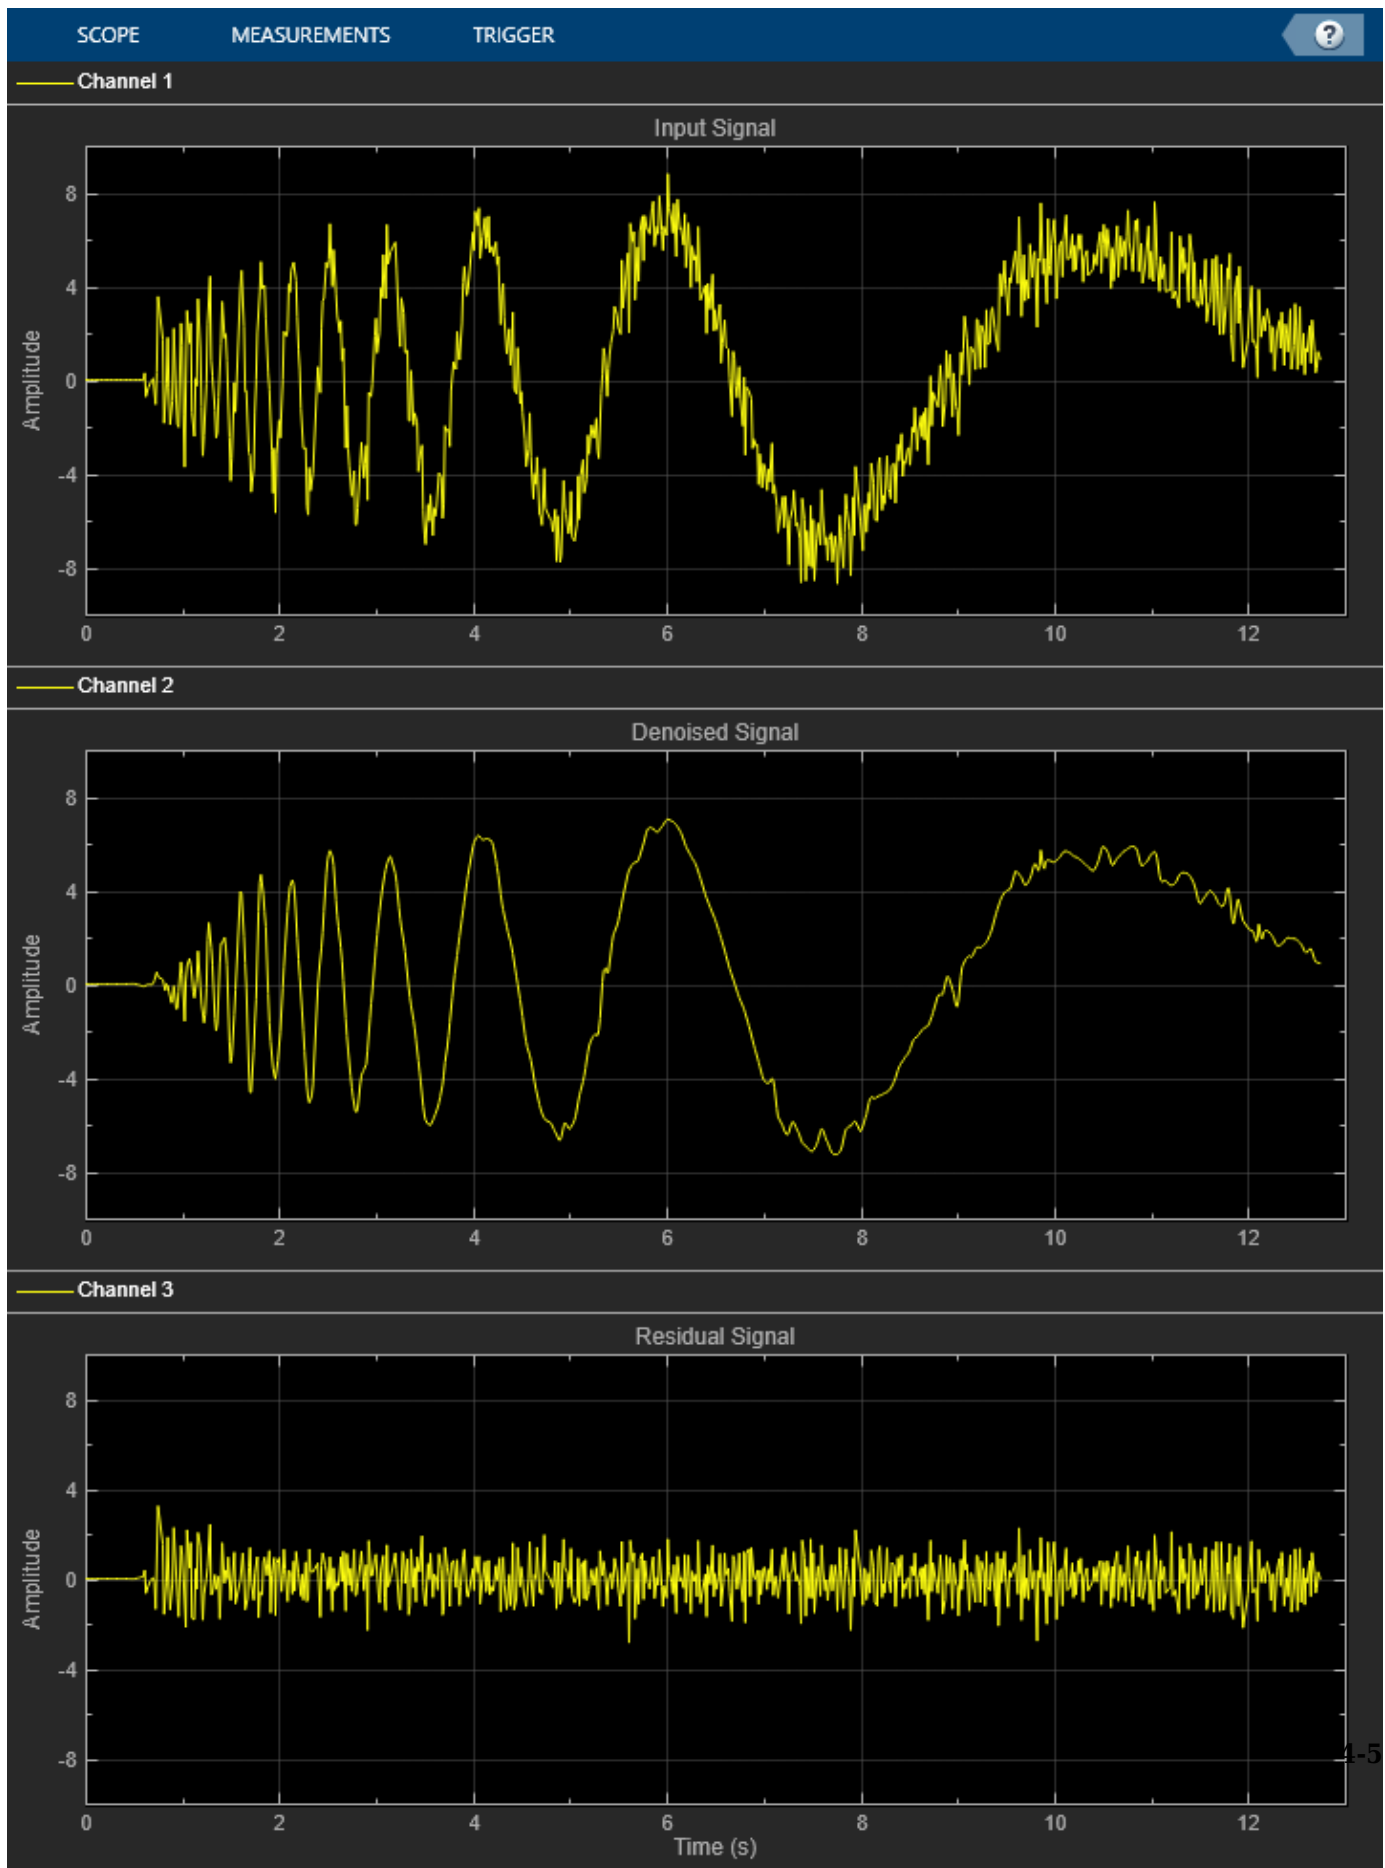 SCOPE MEASUREMENTS TRIGGER ?
Channel 1
Input Signal
Amplitude
8
4
0
-4
-8
0 2 4 6 8 10 12
Channel 2
Denoised Signal
Amplitude
8
4
0
-4
-8
0 2 4 6 8 10 12
Channel 3
Residual Signal
Amplitude
8
4
0
-4
-8
4-5
0 2 4 6 8 10 12
Time (s)